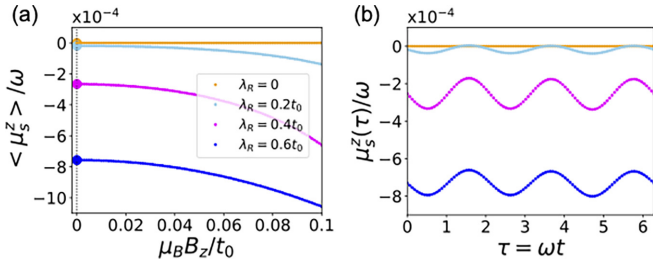 (a)
×10⁻⁴
0
−2
−4
−6
−8
−10
< μ_s^z > /ω
λ_R = 0
λ_R = 0.2t₀
λ_R = 0.4t₀
λ_R = 0.6t₀
0 0.02 0.04 0.06 0.08 0.1
μ_B B_z/t₀
(b)
×10⁻⁴
0
−2
−4
−6
−8
μ_s^z(τ)/ω
0 1 2 3 4 5 6
τ = ωt